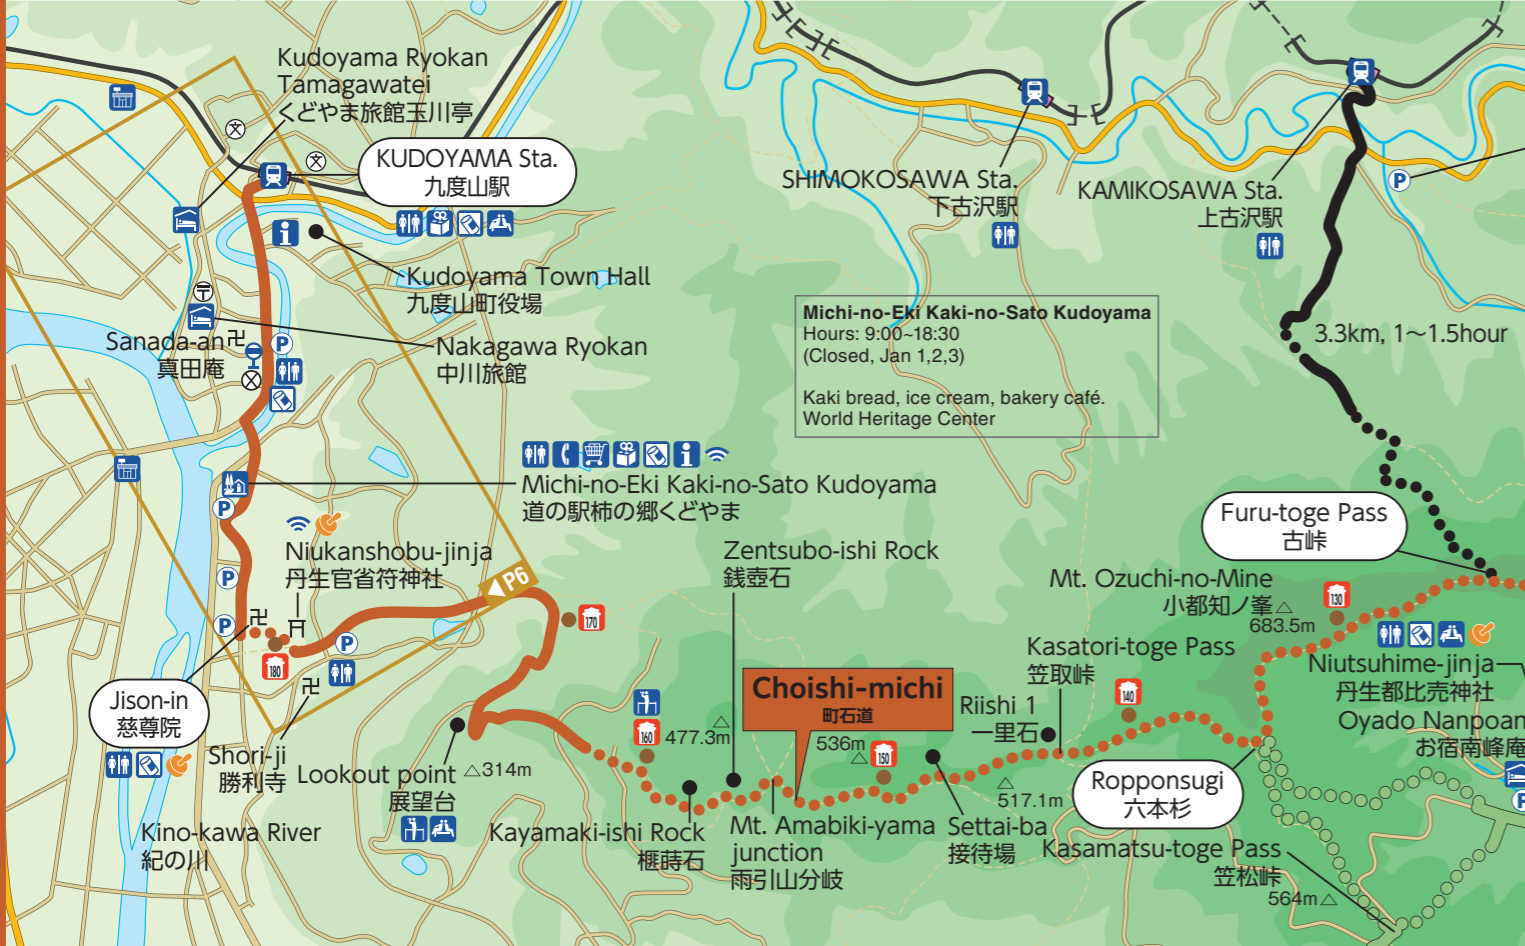 Kudoyama Ryokan
Tamagawatei
くどやま旅館玉川亭
文
文
KUDOYAMA Sta.
九度山駅
Kudoyama Town Hall
九度山町役場
Sanada-an
真田庵
Nakagawa Ryokan
中川旅館
SHIMOKOSAWA Sta.
下古沢駅
KAMIKOSAWA Sta.
上古沢駅
P
Michi-no-Eki Kaki-no-Sato Kudoyama
Hours: 9:00~18:30
(Closed, Jan 1,2,3)
Kaki bread, ice cream, bakery café.
World Heritage Center
3.3km, 1〜1.5hour
P
Michi-no-Eki Kaki-no-Sato Kudoyama
道の駅柿の郷くどやま
P
Niukanshobu-jinja
丹生官省符神社
P
P
P
◀P6
170
180
Jison-in
慈尊院
Shori-ji
勝利寺
Lookout point
展望台
△314m
Kino-kawa River
紀の川
160
477.3m
△
Zentsubo-ishi Rock
銭壺石
Kayamaki-ishi Rock
榧蒔石
Choishi-michi
町石道
Mt. Amabiki-yama
junction
雨引山分岐
536m
△
150
Settai-ba
接待場
Riishi 1
一里石
△
517.1m
Kasatori-toge Pass
笠取峠
140
Mt. Ozuchi-no-Mine
小都知ノ峯△
683.5m
130
Furu-toge Pass
古峠
Niutsuhime-jinja
丹生都比売神社
Oyado Nanpoan
お宿南峰庵
P
Ropponsugi
六本杉
Kasamatsu-toge Pass
笠松峠
564m△